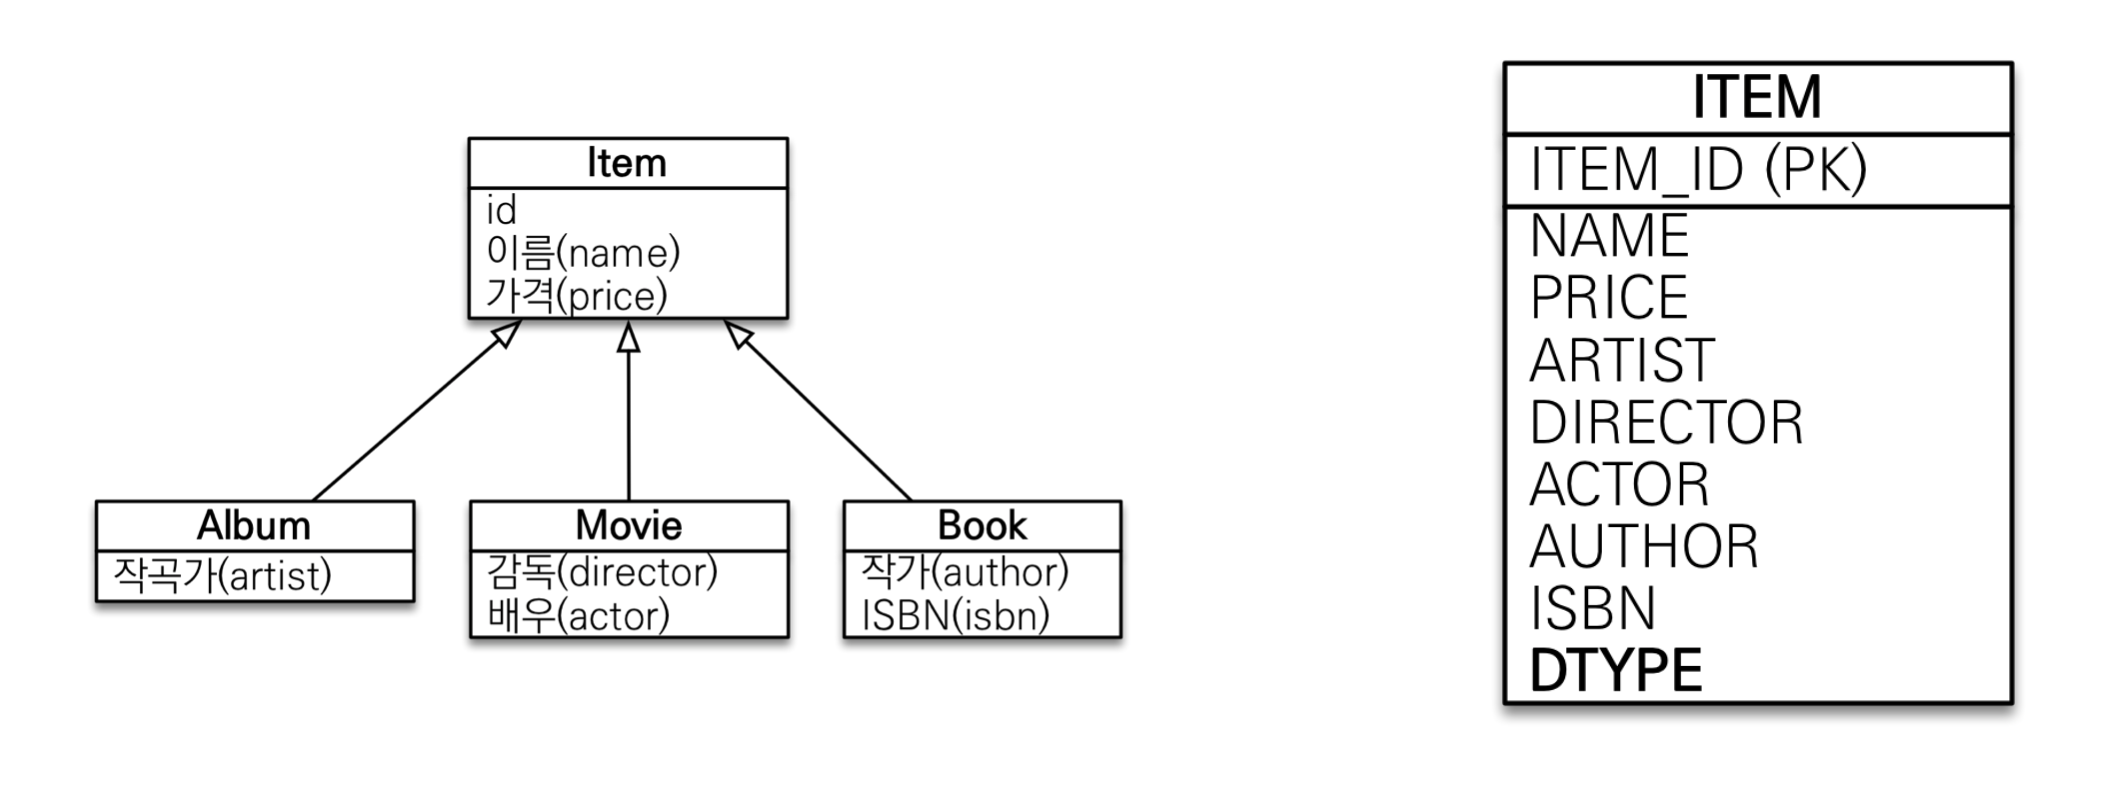 Item
id
이름(name)
가격(price)
Album
작곡가(artist)
Movie
감독(director)
배우(actor)
Book
작가(author)
ISBN(isbn)
ITEM
ITEM_ID (PK)
NAME
PRICE
ARTIST
DIRECTOR
ACTOR
AUTHOR
ISBN
DTYPE